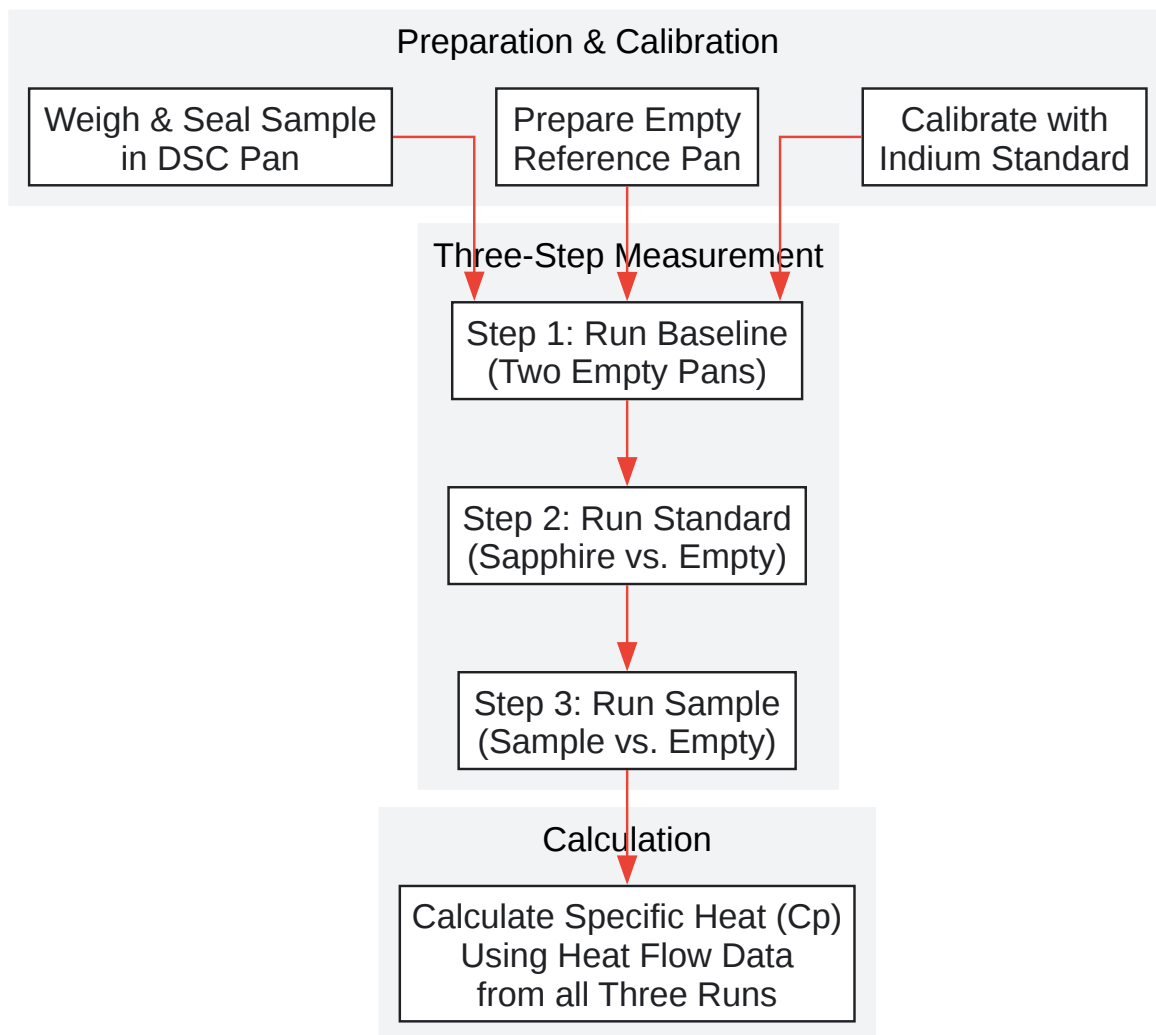 Preparation & Calibration
Weigh & Seal Sample
in DSC Pan
Prepare Empty
Reference Pan
Calibrate with
Indium Standard
Three-Step Measurement
Step 1: Run Baseline
(Two Empty Pans)
Step 2: Run Standard
(Sapphire vs. Empty)
Step 3: Run Sample
(Sample vs. Empty)
Calculation
Calculate Specific Heat (Cp)
Using Heat Flow Data
from all Three Runs